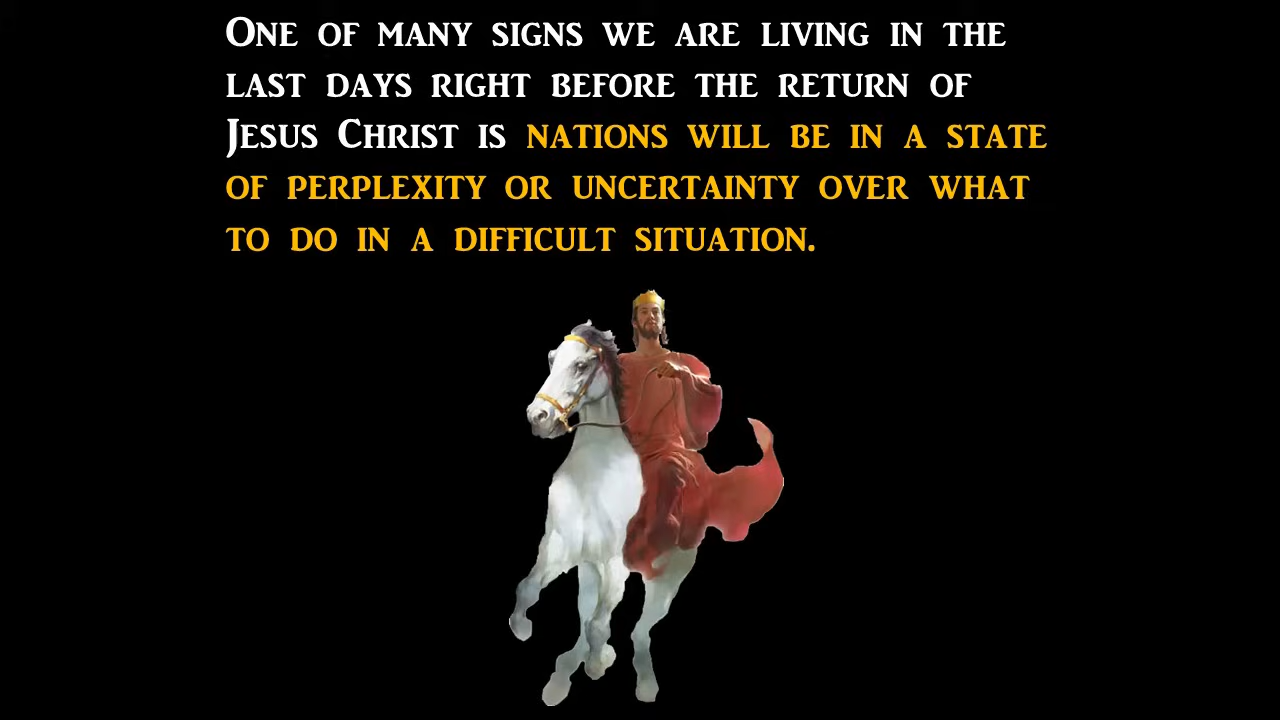 One of many signs we are living in the
last days right before the return of
Jesus Christ is nations will be in a state
of perplexity or uncertainty over what
to do in a difficult situation.